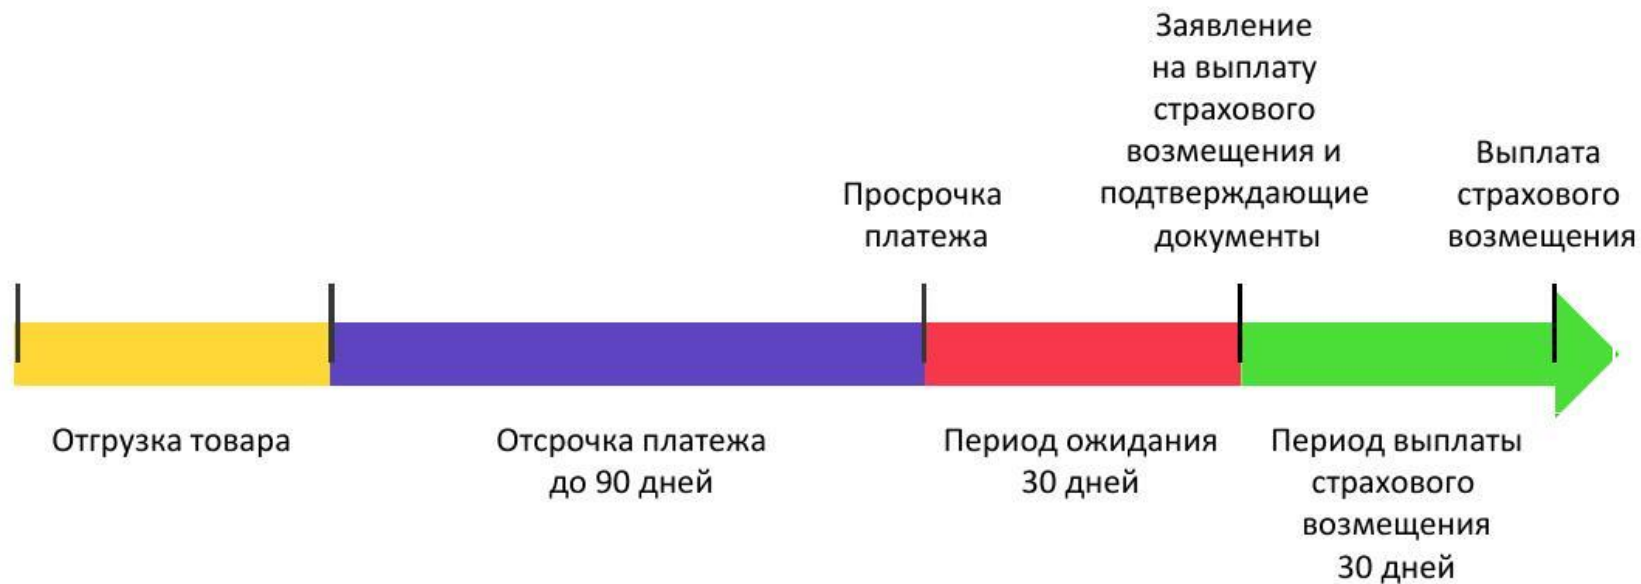 Заявление
на выплату
страхового
возмещения и
подтверждающие
документы
Выплата
страхового
возмещения
Просрочка
платежа
Отгрузка товара
Отсрочка платежа
до 90 дней
Период ожидания
30 дней
Период выплаты
страхового
возмещения
30 дней